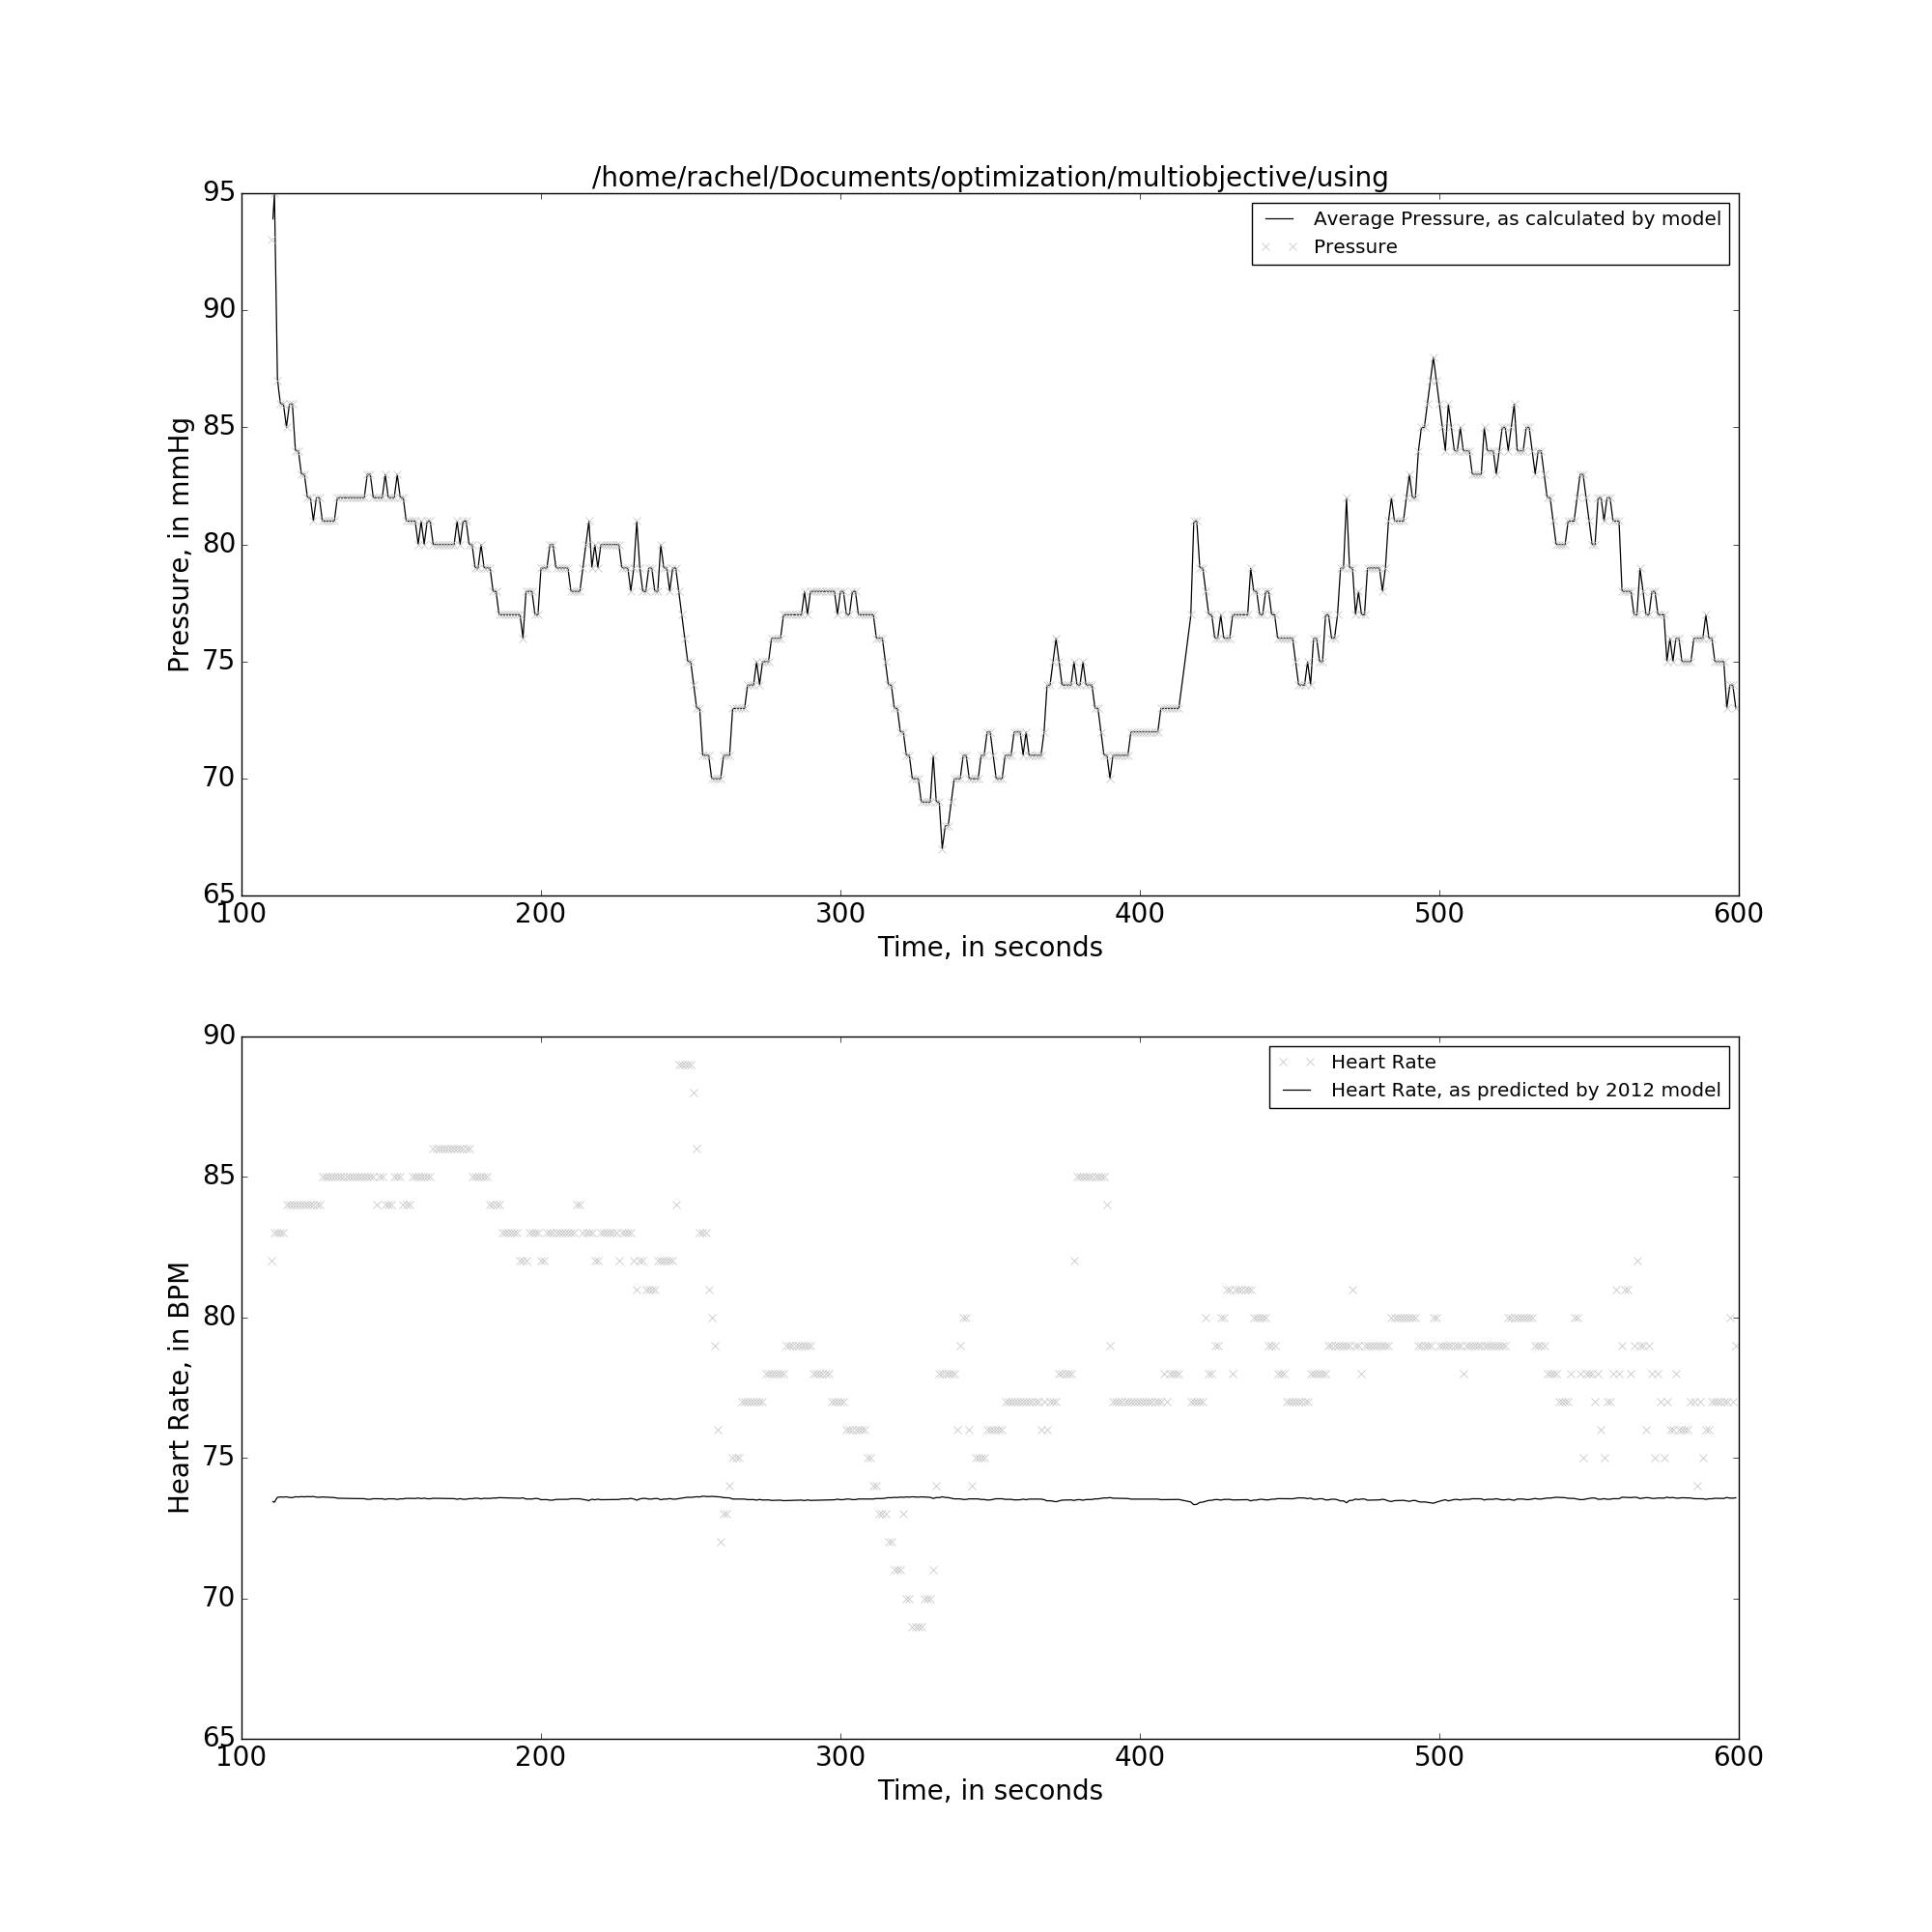 /home/rachel/Documents/optimization/multiobjective/using
95
90
85
80
75
70
65
Pressure, in mmHg
Average Pressure, as calculated by model
Pressure
100 200 300 400 500 600
Time, in seconds
90
85
80
75
70
65
Heart Rate, in BPM
Heart Rate
Heart Rate, as predicted by 2012 model
100 200 300 400 500 600
Time, in seconds